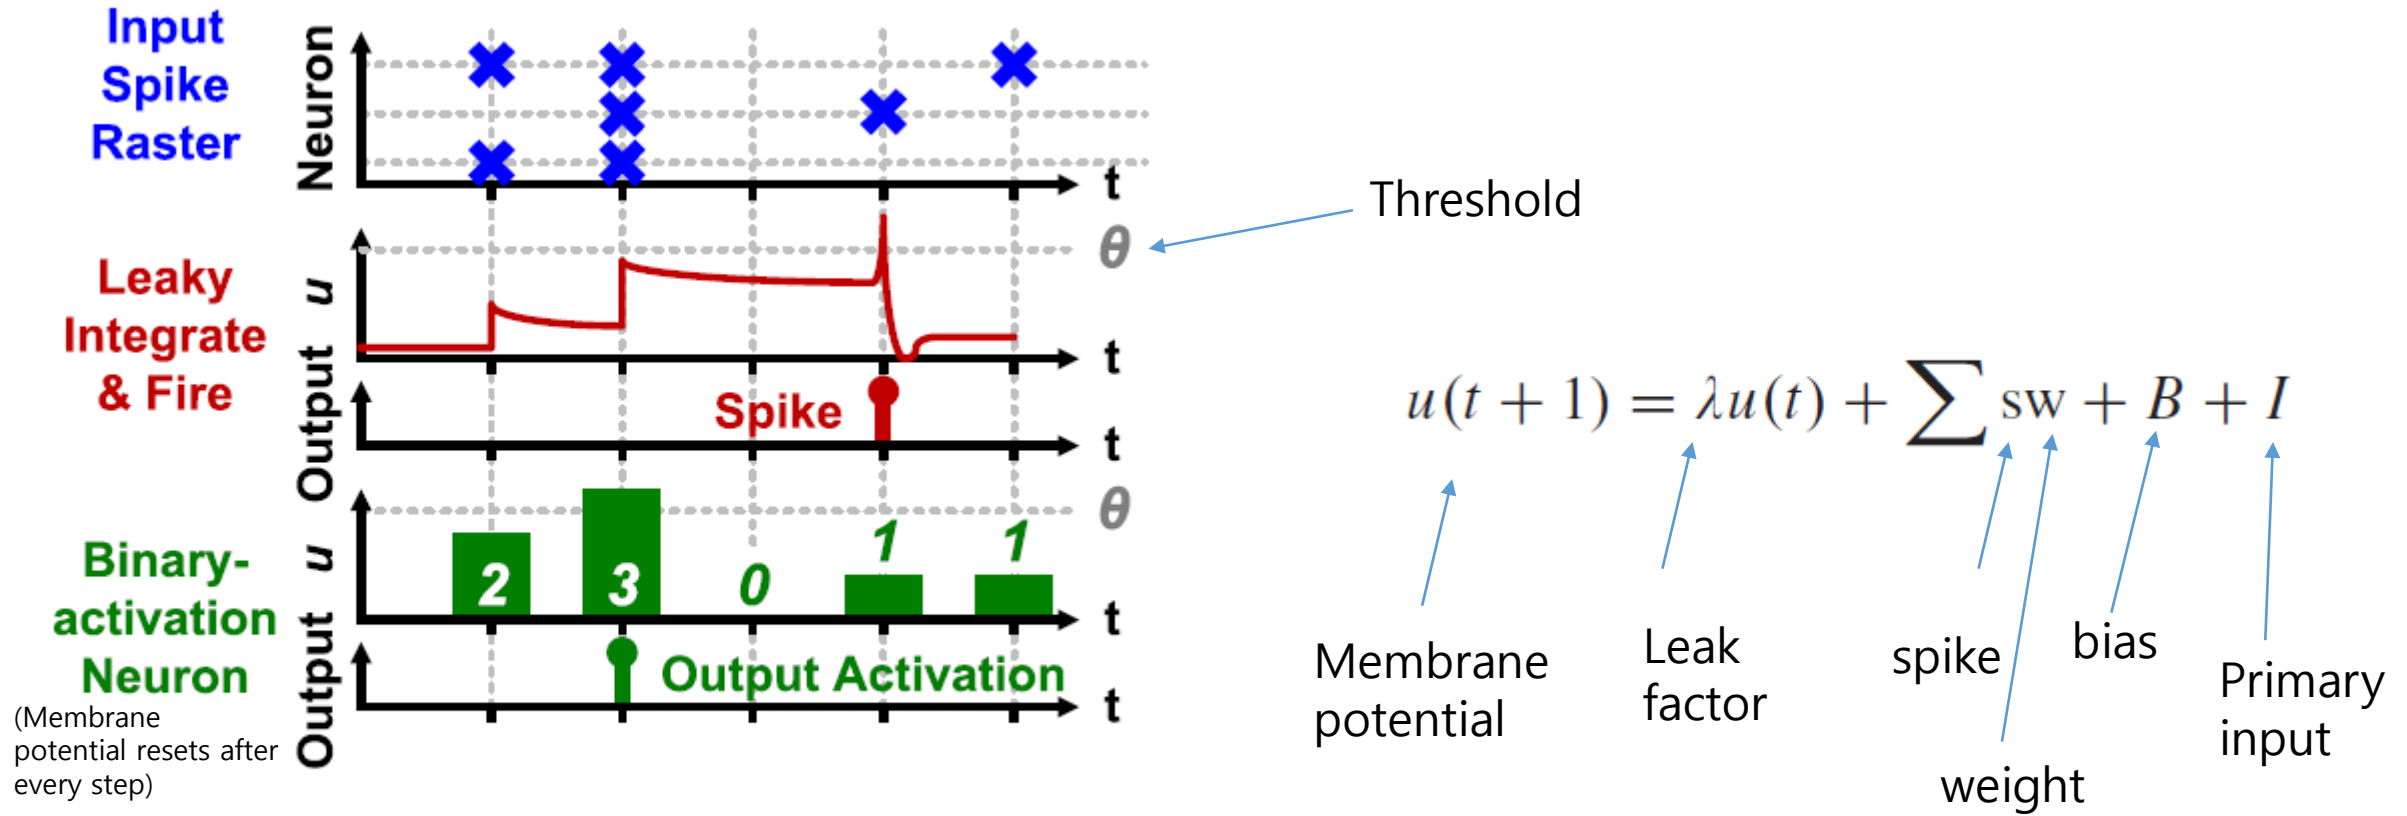 Input
Spike
Raster
Neuron
t
Threshold
θ
Leaky
Integrate
& Fire
u
t
Output
Spike
t
u(t + 1) = λu(t) + ∑ sw + B + I
Membrane
potential
Leak
factor
spike
weight
bias
Primary
input
θ
Binary-
activation
Neuron
(Membrane
potential resets after
every step)
u
2
3
0
1
1
t
Output
Output Activation
t